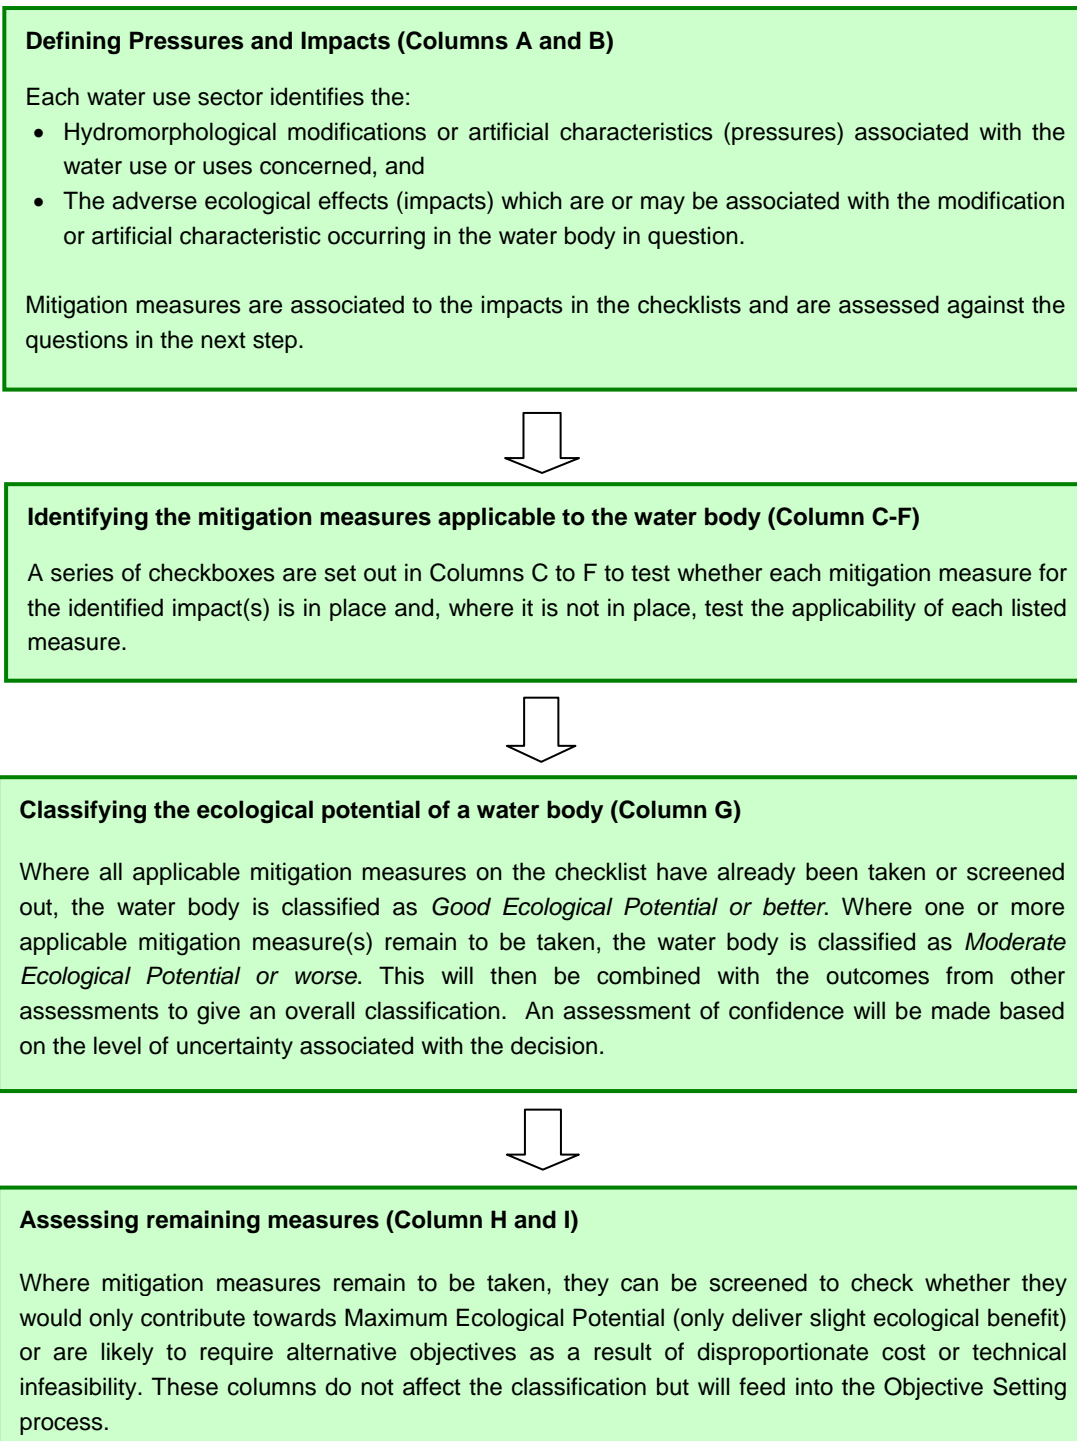 Defining Pressures and Impacts (Columns A and B)
Each water use sector identifies the:
• Hydromorphological modifications or artificial characteristics (pressures) associated with the
water use or uses concerned, and
• The adverse ecological effects (impacts) which are or may be associated with the modification
or artificial characteristic occurring in the water body in question.
Mitigation measures are associated to the impacts in the checklists and are assessed against the
questions in the next step.
Identifying the mitigation measures applicable to the water body (Column C-F)
A series of checkboxes are set out in Columns C to F to test whether each mitigation measure for
the identified impact(s) is in place and, where it is not in place, test the applicability of each listed
measure.
Classifying the ecological potential of a water body (Column G)
Where all applicable mitigation measures on the checklist have already been taken or screened
out, the water body is classified as Good Ecological Potential or better. Where one or more
applicable mitigation measure(s) remain to be taken, the water body is classified as Moderate
Ecological Potential or worse. This will then be combined with the outcomes from other
assessments to give an overall classification. An assessment of confidence will be made based
on the level of uncertainty associated with the decision.
Assessing remaining measures (Column H and I)
Where mitigation measures remain to be taken, they can be screened to check whether they
would only contribute towards Maximum Ecological Potential (only deliver slight ecological benefit)
or are likely to require alternative objectives as a result of disproportionate cost or technical
infeasibility. These columns do not affect the classification but will feed into the Objective Setting
process.